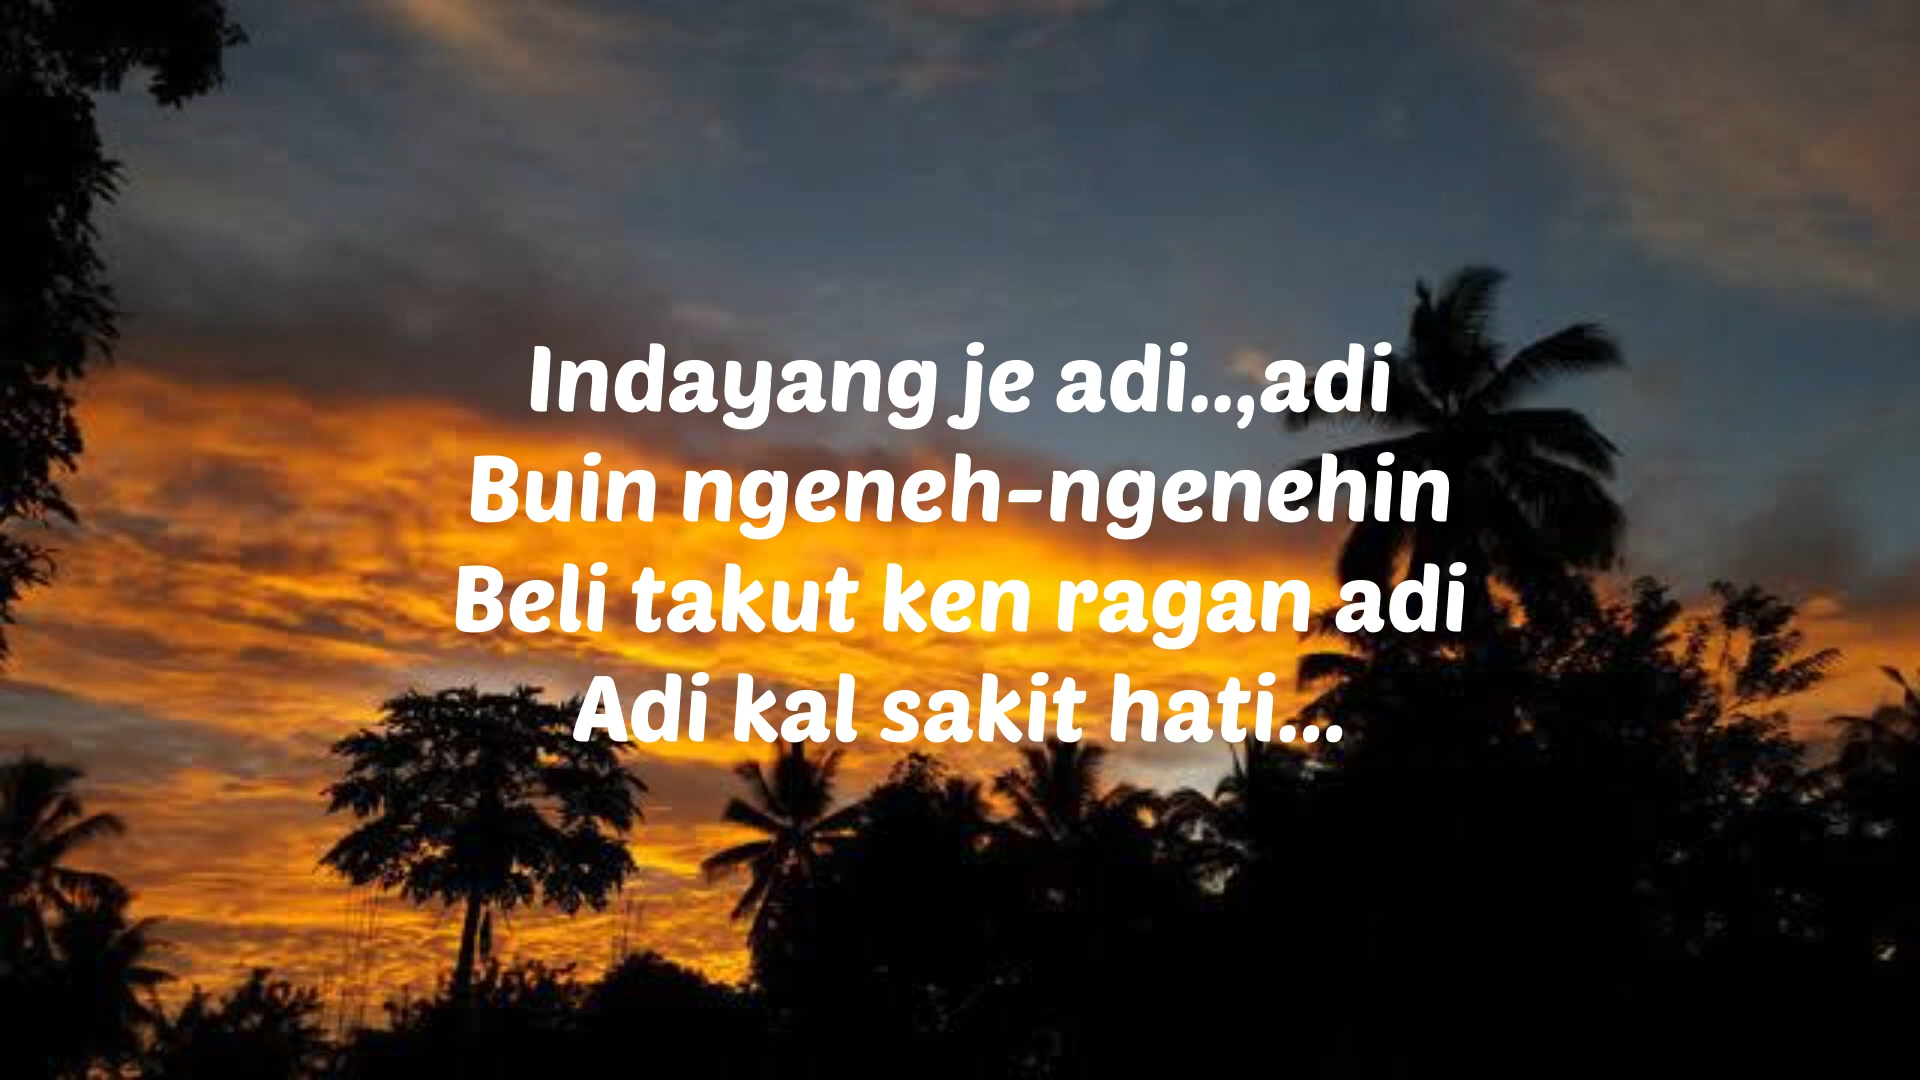 Indayang je adi..,adi
Buin ngeneh-ngenehin
Beli takut ken ragan adi
Adi kal sakit hati...